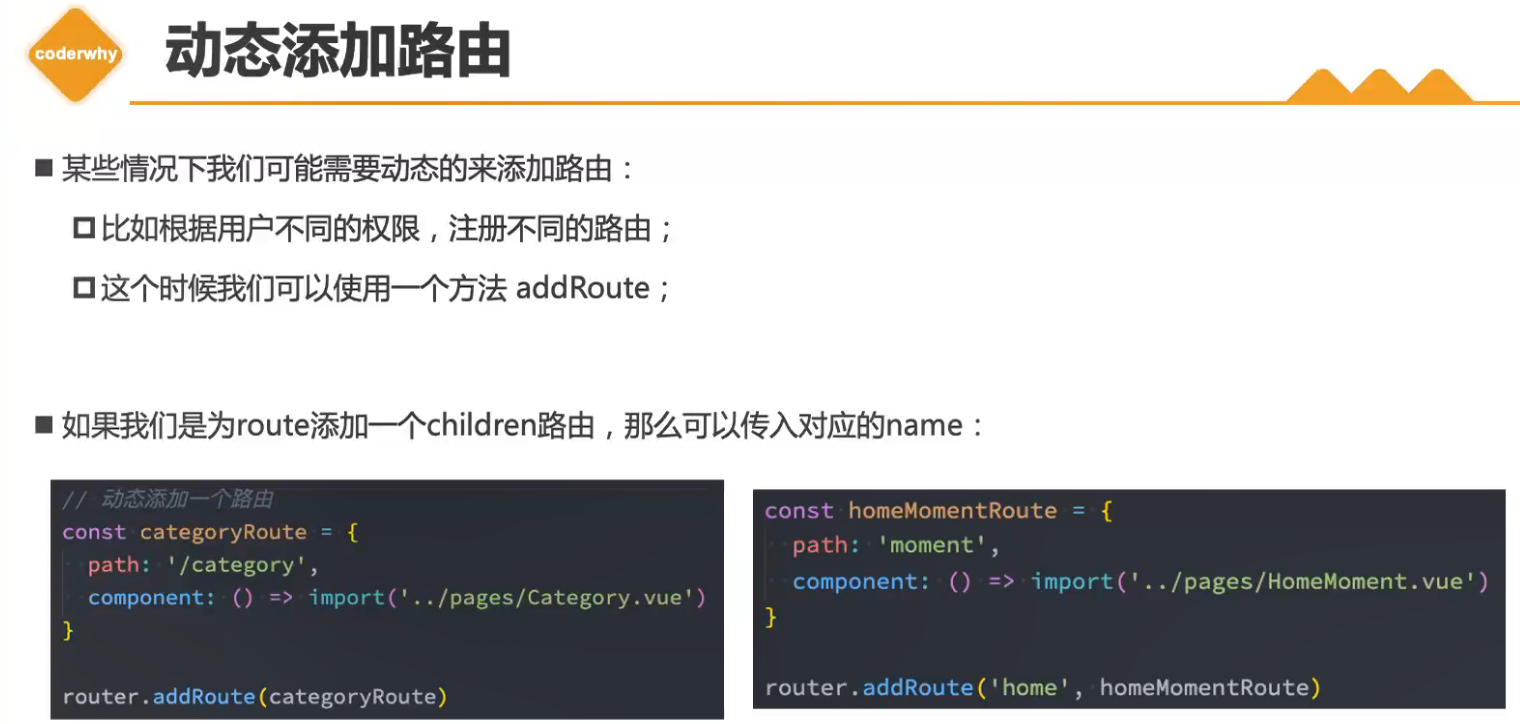 coderwhy
动态添加路由
某些情况下我们可能需要动态的来添加路由：
比如根据用户不同的权限，注册不同的路由；
这个时候我们可以使用一个方法 addRoute；
如果我们是为route添加一个children路由，那么可以传入对应的name：
// 动态添加一个路由
const categoryRoute = {
  path: '/category',
  component: () => import('../pages/Category.vue')
}
router.addRoute(categoryRoute)
const homeMomentRoute = {
  path: 'moment',
  component: () => import('../pages/HomeMoment.vue')
}
router.addRoute('home', homeMomentRoute)